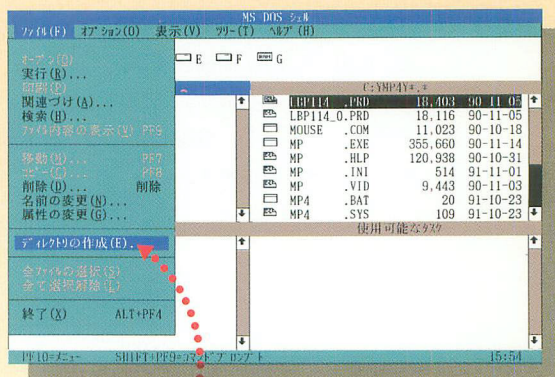 MS DOS シェル
ファイル(F) オプション(O) 表示(V) ツリー(T) ヘルプ(H)
E F G
オープン(O)
実行(R)...
印刷(P)
関連づけ(A)...
検索(H)...
ファイル内容の表示(V) PF9
移動(M)... PF7
コピー(C)... PF8
削除(D)... 削除
名前の変更(N)...
属性の変更(G)...
ディレクトリの作成(E)...
全ファイルの選択(S)
全て選択解除(L)
終了(X) ALT+PF4
C:\MP4\*.*
LBP114 .PRD 18,403 90-11-05
LBP114_O.PRD 18,116 90-11-05
MOUSE .COM 11,023 90-10-18
MP .EXE 355,660 90-11-14
MP .HLP 120,938 90-10-31
MP .INI 514 91-11-01
MP .VID 9,443 90-11-03
MP4 .BAT 20 91-10-23
MP4 .SYS 109 91-10-23
使用可能なタスク
PF10=メニュー SHIFT+PF9=コマンドプロンプト 15:54